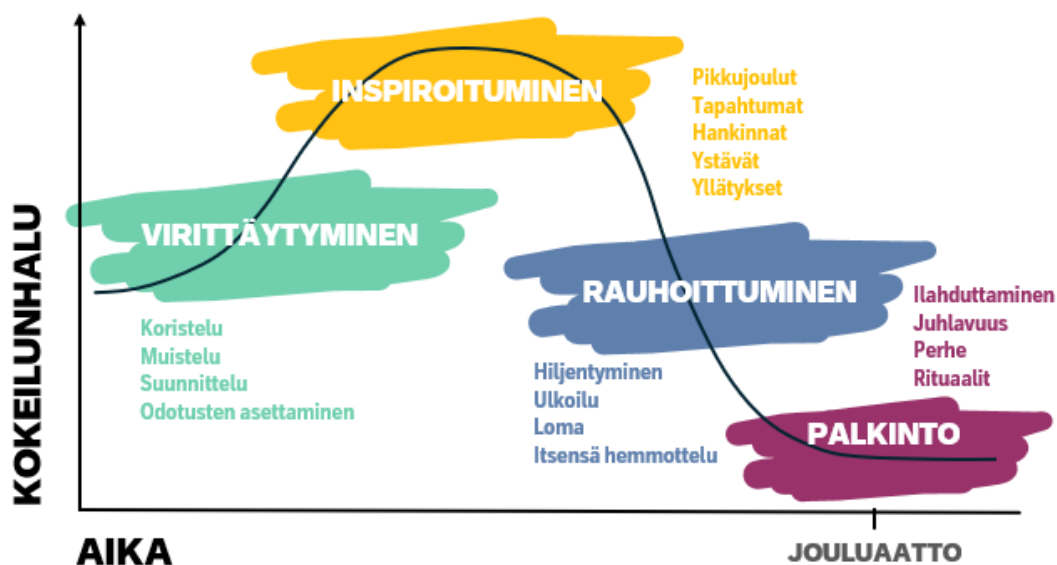 KOKEILUNHALU
INSPIROITUMINEN
Pikkujoulut
Tapahtumat
Hankinnat
Ystävät
Yllätykset
VIRITTÄYTYMINEN
Koristelu
Muistelu
Suunnittelu
Odotusten asettaminen
RAUHOITTUMINEN
Hiljentyminen
Ulkoilu
Loma
Itsensä hemmottelu
Ilahduttaminen
Juhlavuus
Perhe
Rituaalit
PALKINTO
AIKA
JOULUAATTO